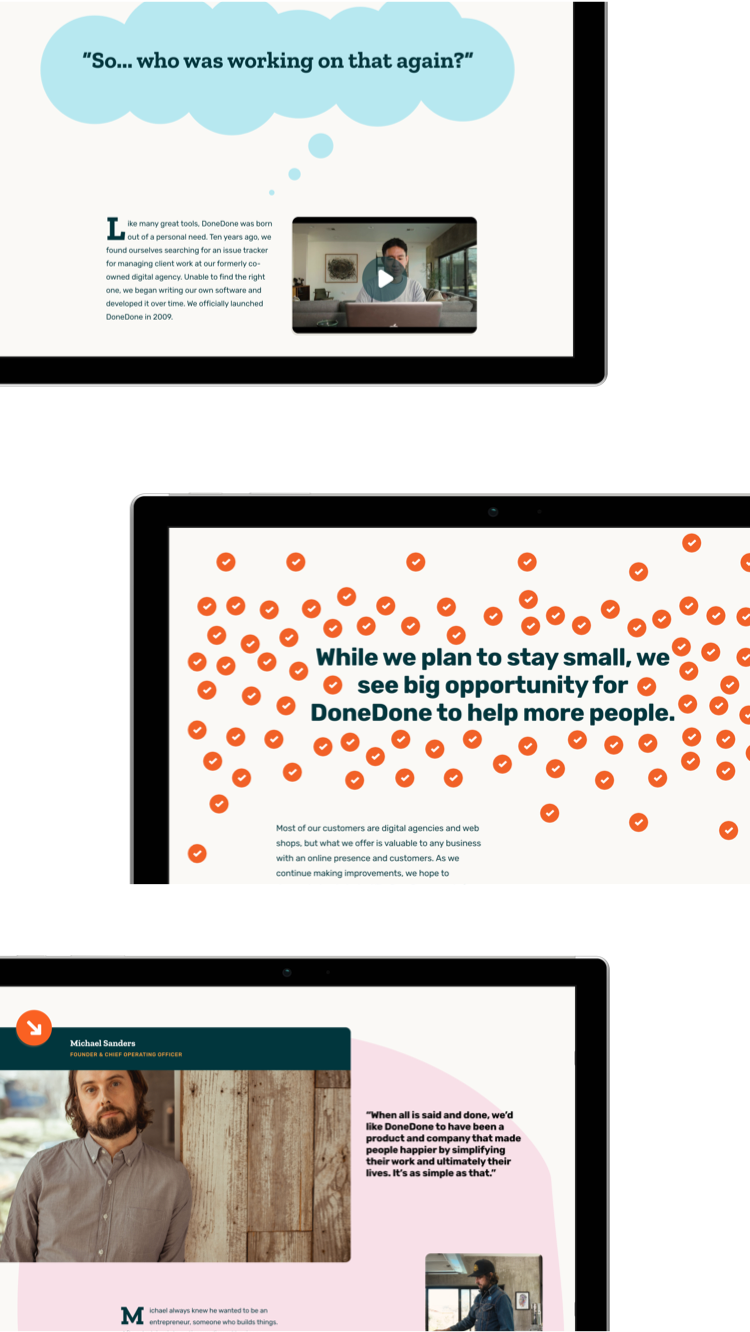 “So... who was working on that again?”
Like many great tools, DoneDone was born
out of a personal need. Ten years ago, we
found ourselves searching for an issue tracker
for managing client work at our formerly co-
owned digital agency. Unable to find the right
one, we began writing our own software and
developed it over time. We officially launched
DoneDone in 2009.
While we plan to stay small, we
see big opportunity for
DoneDone to help more people.
Most of our customers are digital agencies and web
shops, but what we offer is valuable to any business
with an online presence and customers. As we
continue making improvements, we hope to
Michael Sanders
FOUNDER & CHIEF OPERATING OFFICER
“When all is said and done, we’d
like DoneDone to have been a
product and company that made
people happier by simplifying
their work and ultimately their
lives. It’s as simple as that.”
Michael always knew he wanted to be an
entrepreneur, someone who builds things.